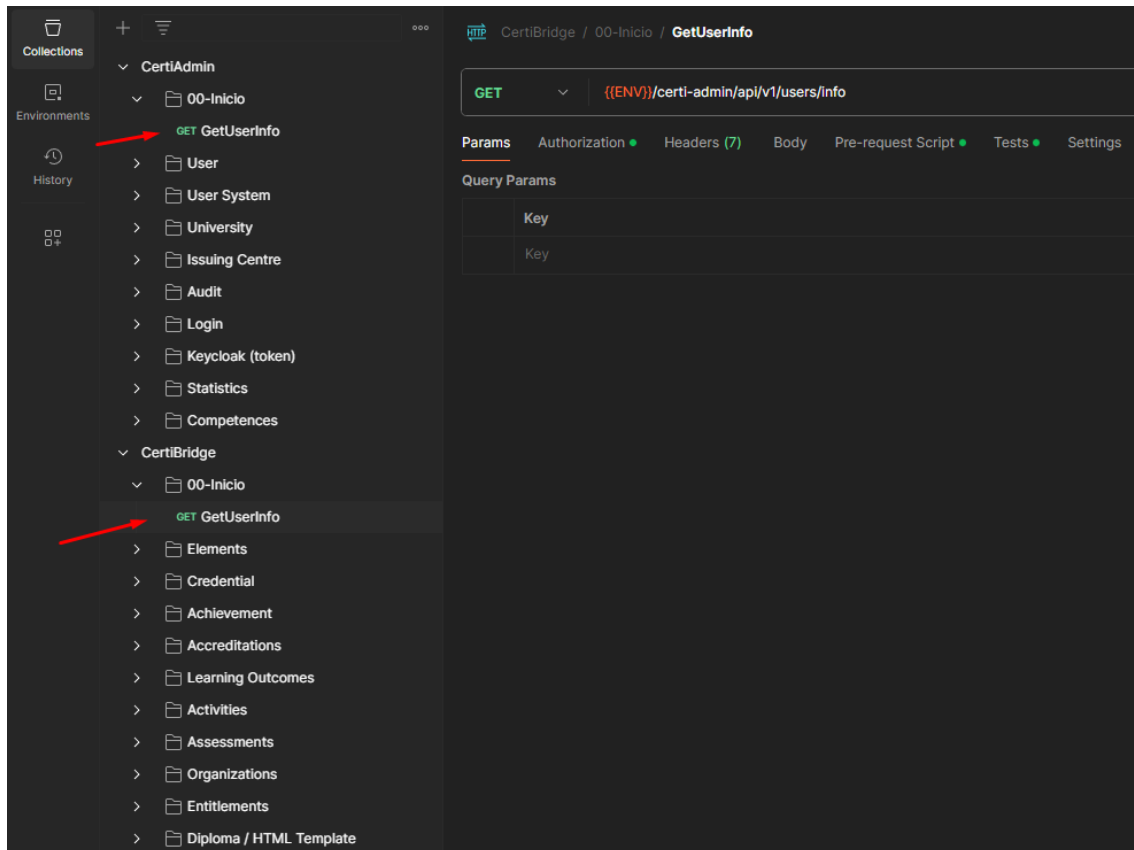 Collections
Environments
History
CertiAdmin
00-Inicio
GET GetUserInfo
User
User System
University
Issuing Centre
Audit
Login
Keycloak (token)
Statistics
Competences
CertiBridge
00-Inicio
GET GetUserInfo
Elements
Credential
Achievement
Accreditations
Learning Outcomes
Activities
Assessments
Organizations
Entitlements
Diploma / HTML Template
HTTP CertiBridge / 00-Inicio / GetUserInfo
GET {{ENV}}/certi-admin/api/v1/users/info
Params Authorization Headers (7) Body Pre-request Script Tests Settings
Query Params
Key
Key